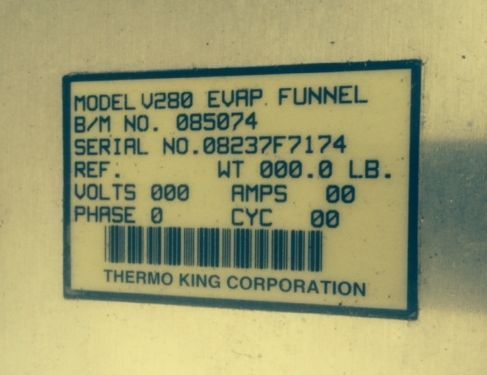 MODEL V280 EVAP FUNNEL
B/M NO. 085074
SERIAL NO.08237F7174
REF. WT 000.0 LB.
VOLTS 000 AMPS 00
PHASE 0 CYC 00
THERMO KING CORPORATION